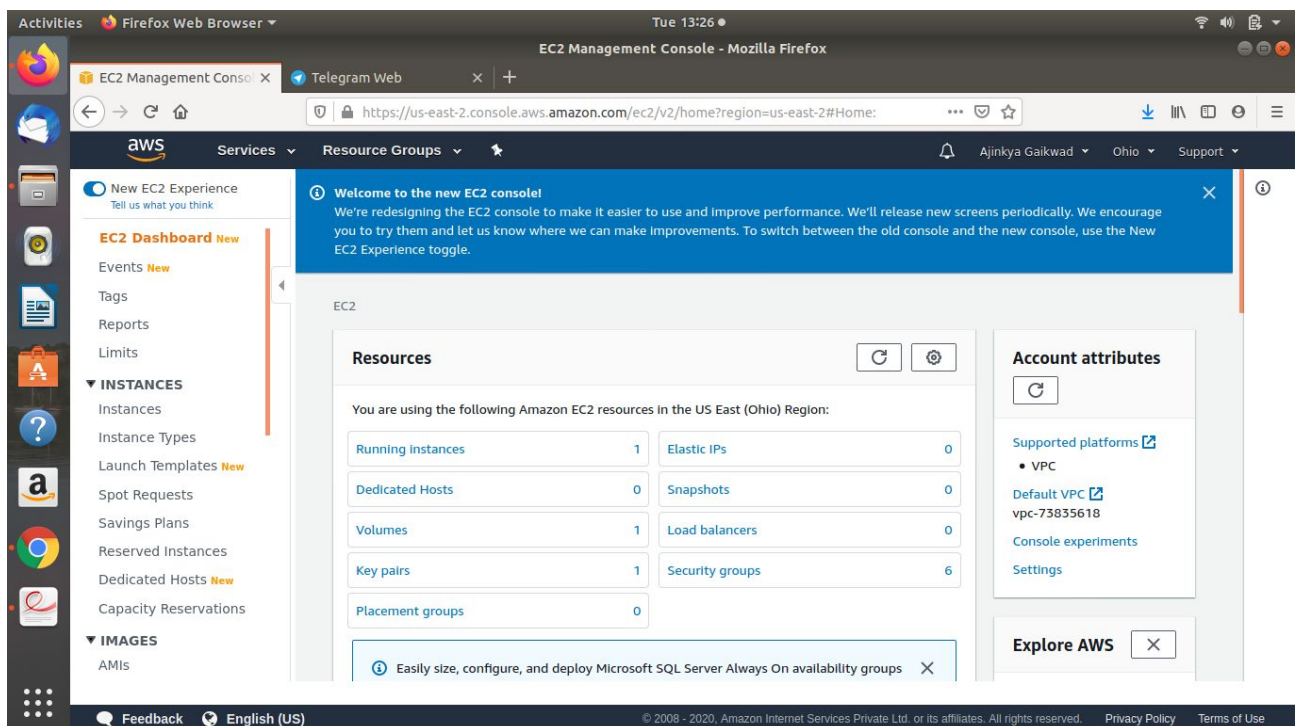 Activities Firefox Web Browser Tue 13:26
EC2 Management Console - Mozilla Firefox
EC2 Management Consol Telegram Web
https://us-east-2.console.aws.amazon.com/ec2/v2/home?region=us-east-2#Home:
aws Services Resource Groups Ajinkya Gaikwad Ohio Support
New EC2 Experience
Tell us what you think
EC2 Dashboard New
Events New
Tags
Reports
Limits
INSTANCES
Instances
Instance Types
Launch Templates New
Spot Requests
Savings Plans
Reserved Instances
Dedicated Hosts New
Capacity Reservations
IMAGES
AMIs
Welcome to the new EC2 console!
We're redesigning the EC2 console to make it easier to use and improve performance. We'll release new screens periodically. We encourage
you to try them and let us know where we can make improvements. To switch between the old console and the new console, use the New
EC2 Experience toggle.
EC2
Resources
You are using the following Amazon EC2 resources in the US East (Ohio) Region:
Running instances 1 Elastic IPs 0
Dedicated Hosts 0 Snapshots 0
Volumes 1 Load balancers 0
Key pairs 1 Security groups 6
Placement groups 0
Easily size, configure, and deploy Microsoft SQL Server Always On availability groups
Account attributes
Supported platforms
• VPC
Default VPC
vpc-73835618
Console experiments
Settings
Explore AWS
Feedback English (US) © 2008 - 2020, Amazon Internet Services Private Ltd. or its affiliates. All rights reserved. Privacy Policy Terms of Use